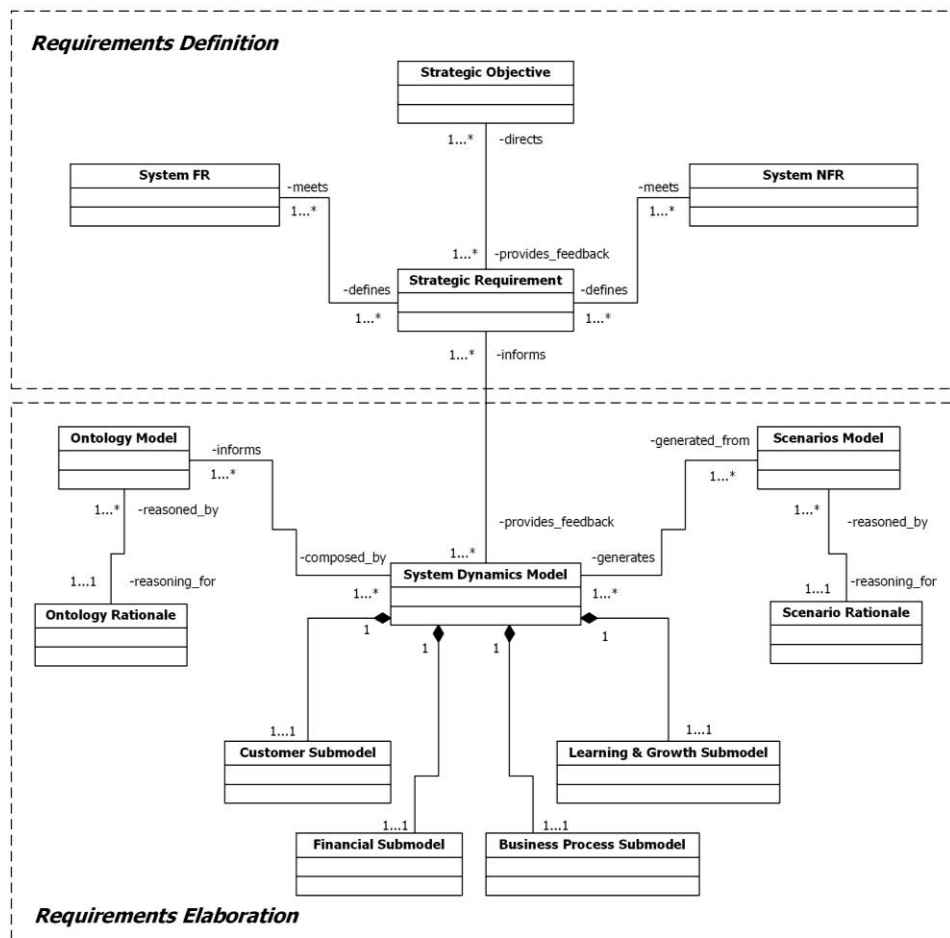 Requirements Definition
Strategic Objective
1...*
-directs
System FR
-meets
1...*
System NFR
-meets
1...*
1...*
-provides_feedback
Strategic Requirement
-defines
1...*
-defines
1...*
1...*
-informs
Ontology Model
-informs
1...*
-generated_from
Scenarios Model
1...*
1...*
-reasoned_by
1...*
-reasoned_by
-provides_feedback
1...*
-composed_by
-generates
System Dynamics Model
1...*
1...*
1...1
-reasoning_for
Ontology Rationale
1...1
-reasoning_for
Scenario Rationale
1
1
1
1
1...1
Customer Submodel
1...1
Learning & Growth Submodel
1...1
Financial Submodel
1...1
Business Process Submodel
Requirements Elaboration